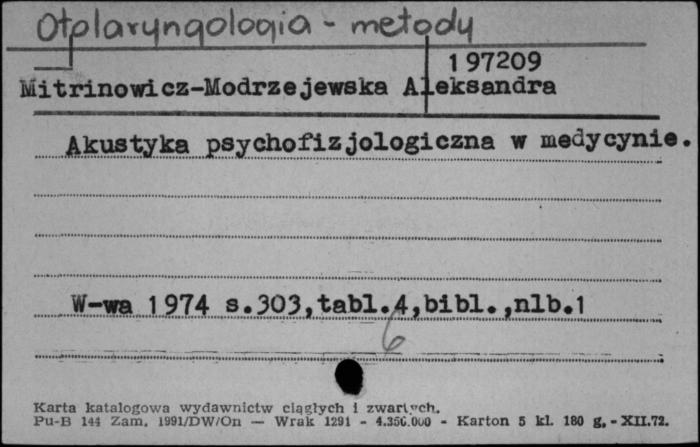 Otolaryngologia - metody
197209
Mitrinowicz-Modrzejewska Aleksandra
Akustyka psychofizjologiczna w medycynie.
W-wa 1974 s.303,tabl.4,bibl.,nlb.1
6
Karta katalogowa wydawnictw ciągłych i zwartych.
Pu-B 144 Zam. 1991/DW/On — Wrak 1291 - 4.350.000 - Karton 5 kl. 180 g. - XII.72.